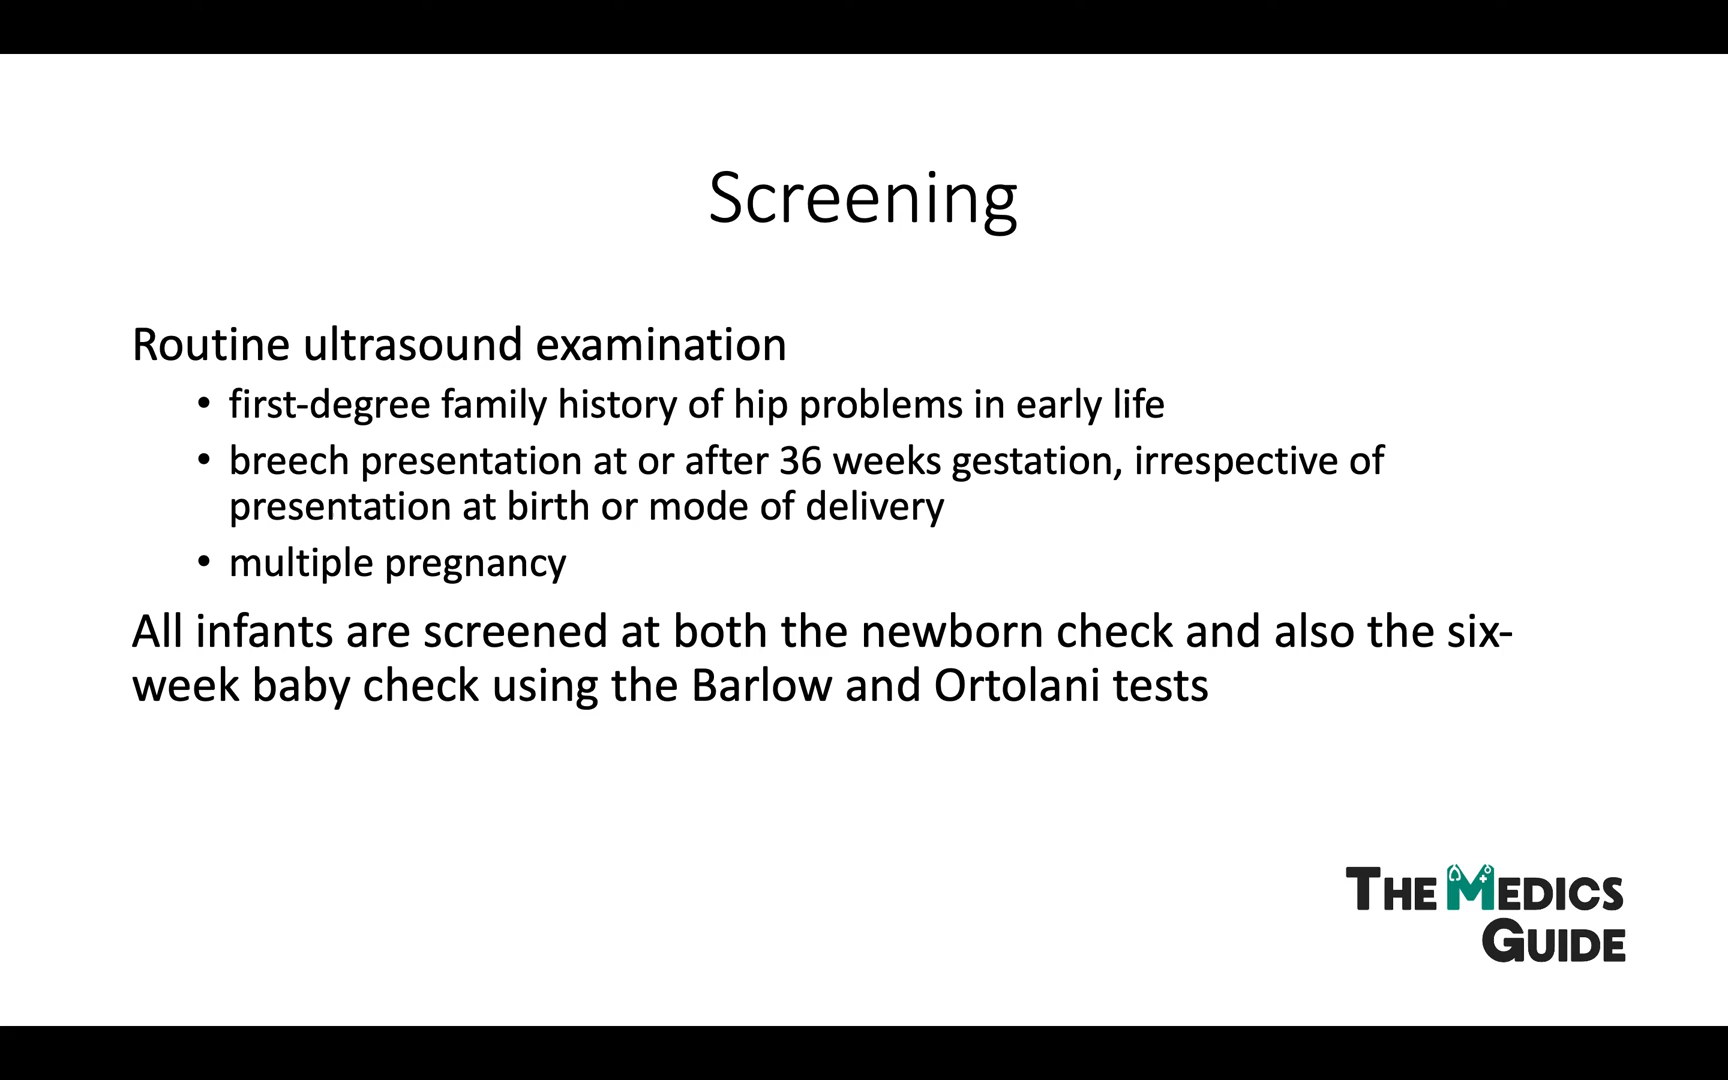 Screening
Routine ultrasound examination
• first-degree family history of hip problems in early life
• breech presentation at or after 36 weeks gestation, irrespective of
presentation at birth or mode of delivery
• multiple pregnancy
All infants are screened at both the newborn check and also the six-
week baby check using the Barlow and Ortolani tests
THE MEDICS
GUIDE